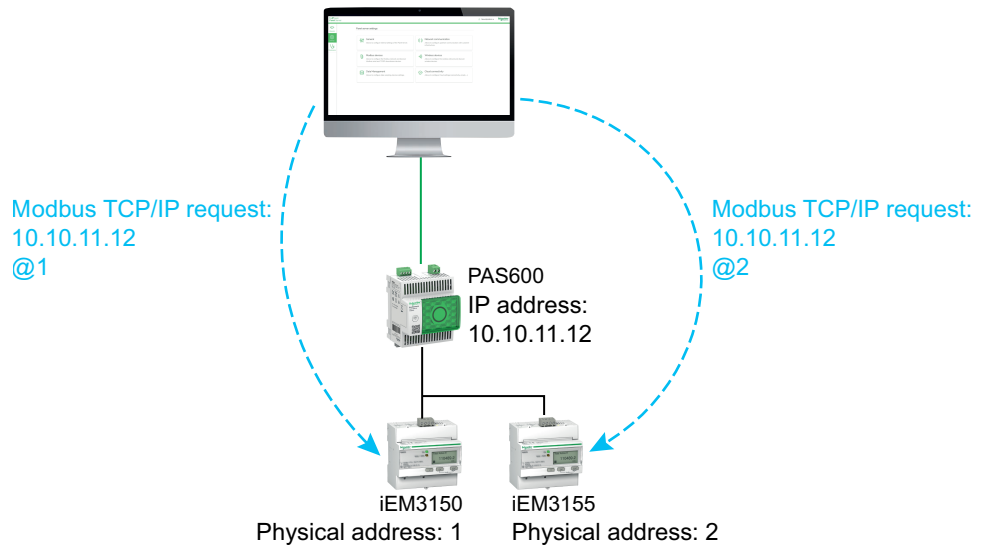 General
Modbus TCP/IP request:
10.10.11.12
@1
Modbus TCP/IP request:
10.10.11.12
@2
PAS600
IP address:
10.10.11.12
iEM3150
Physical address: 1
iEM3155
Physical address: 2